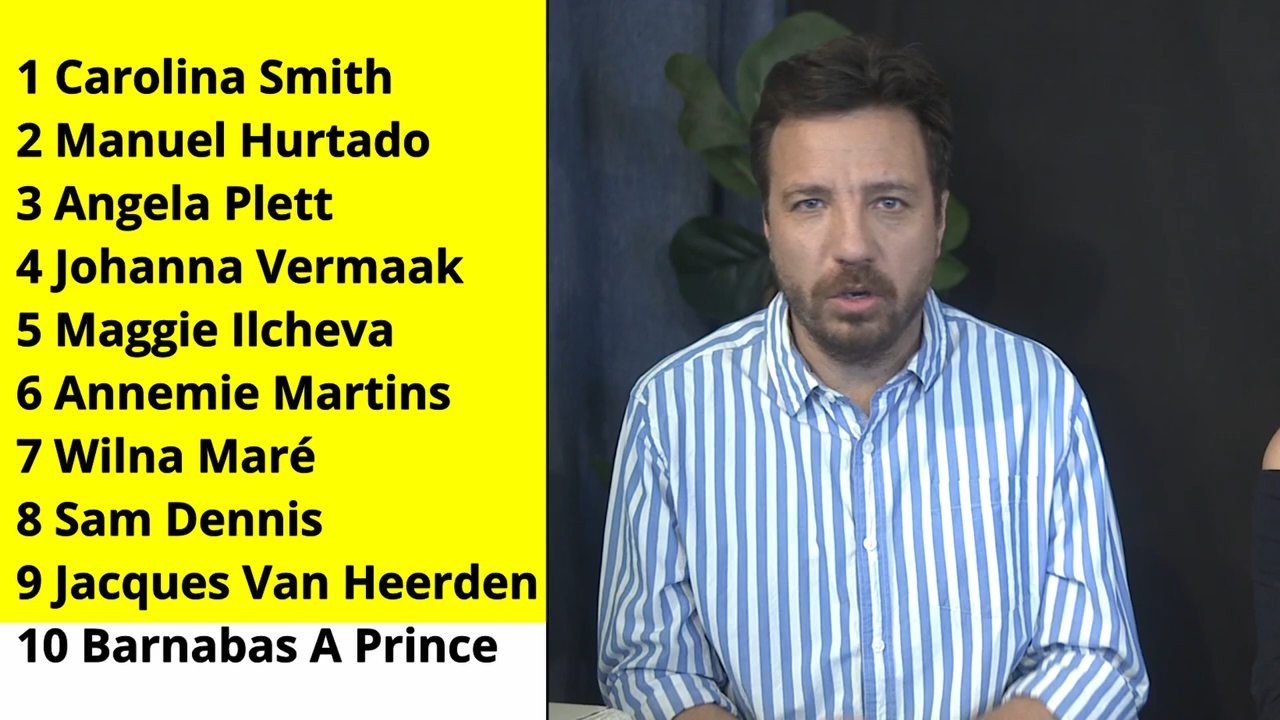 1 Carolina Smith
2 Manuel Hurtado
3 Angela Plett
4 Johanna Vermaak
5 Maggie Ilcheva
6 Annemie Martins
7 Wilna Maré
8 Sam Dennis
9 Jacques Van Heerden
10 Barnabas A Prince